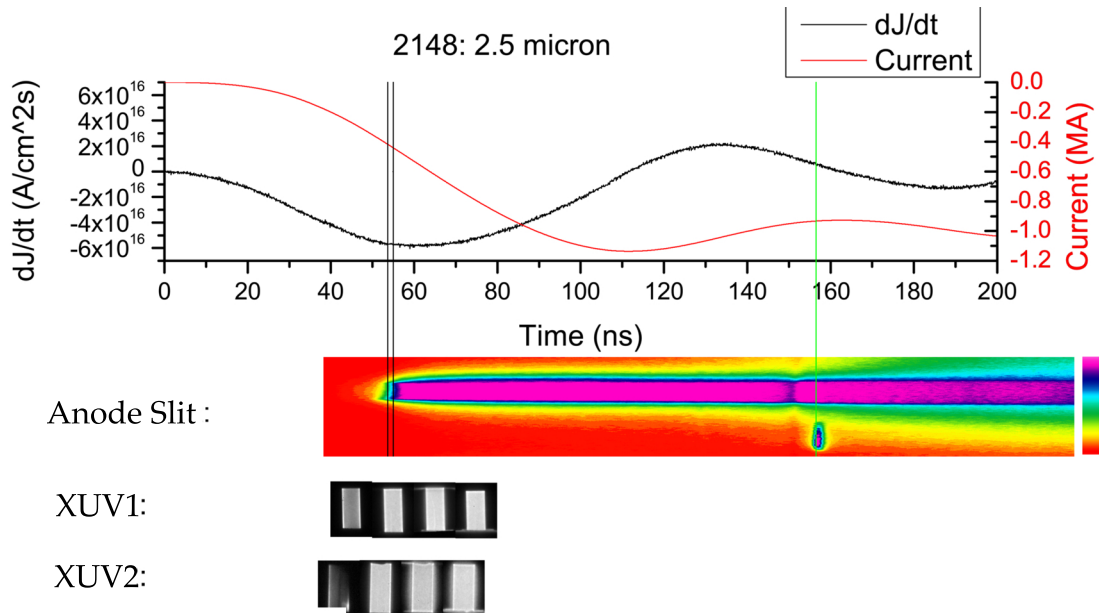 dJ/dt
Current
2148: 2.5 micron
dJ/dt (A/cm^2s)
6x10^16
4x10^16
2x10^16
0
-2x10^16
-4x10^16
-6x10^16
0.0
-0.2
-0.4
-0.6
-0.8
-1.0
-1.2
Current (MA)
0 20 40 60 80 100 120 140 160 180 200
Time (ns)
Anode Slit :
XUV1:
XUV2: